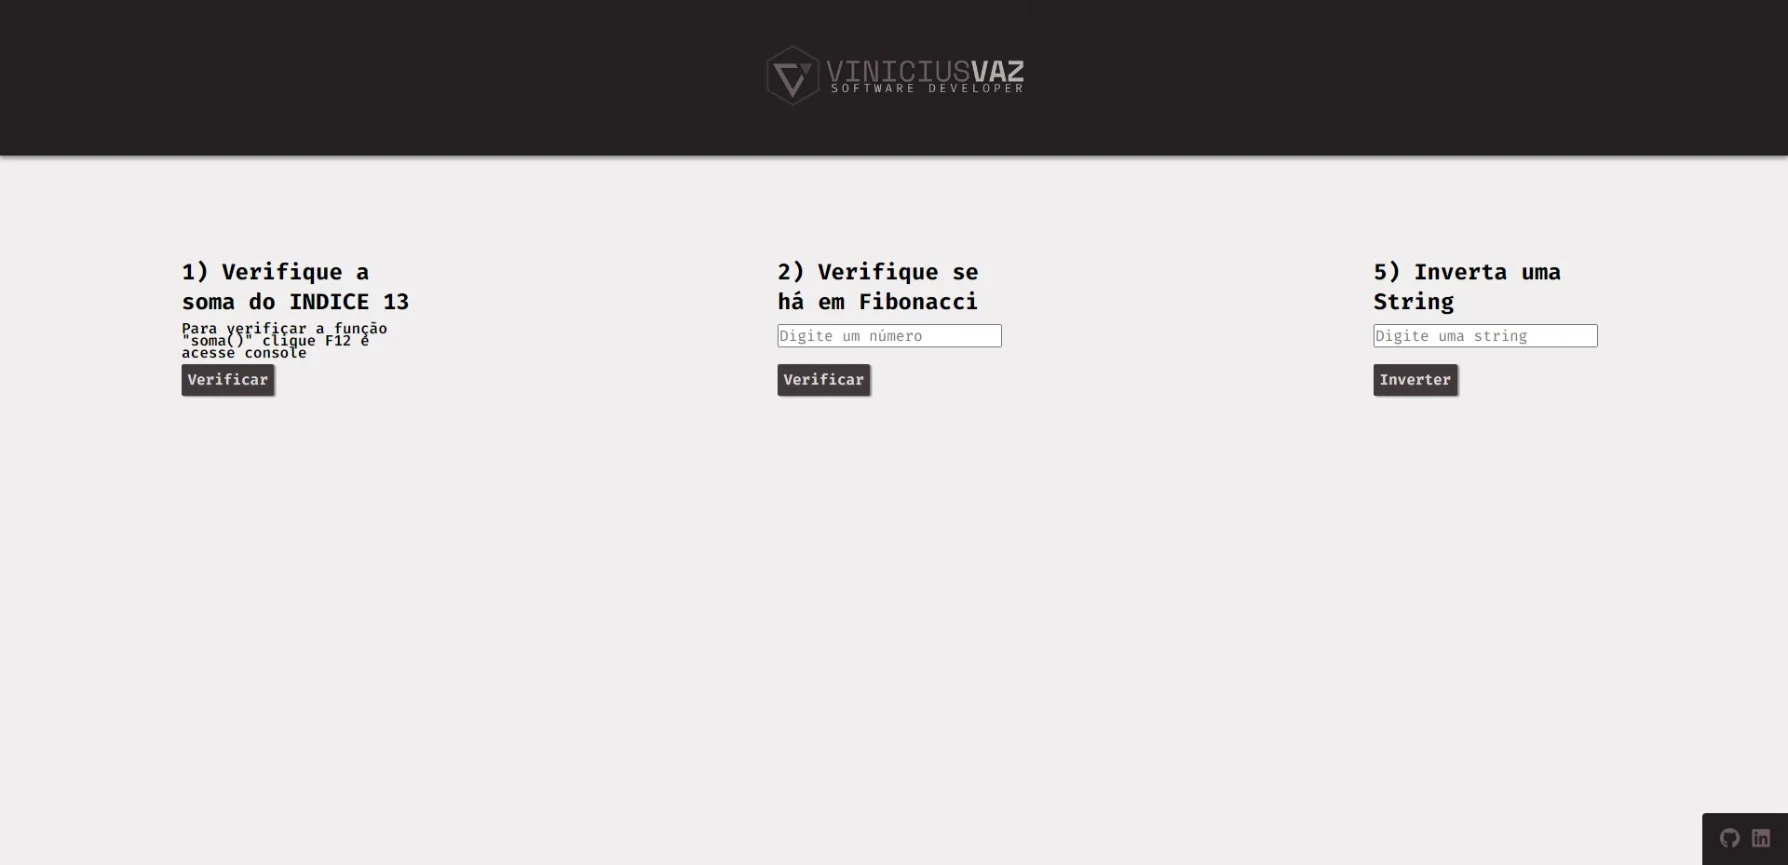 VINICIUSVAZ
SOFTWARE DEVELOPER
1) Verifique a
soma do INDICE 13
Para verificar a função
"soma()" clique F12 e
acesse console
Verificar
2) Verifique se
há em Fibonacci
Digite um número
Verificar
5) Inverta uma
String
Digite uma string
Inverter
in